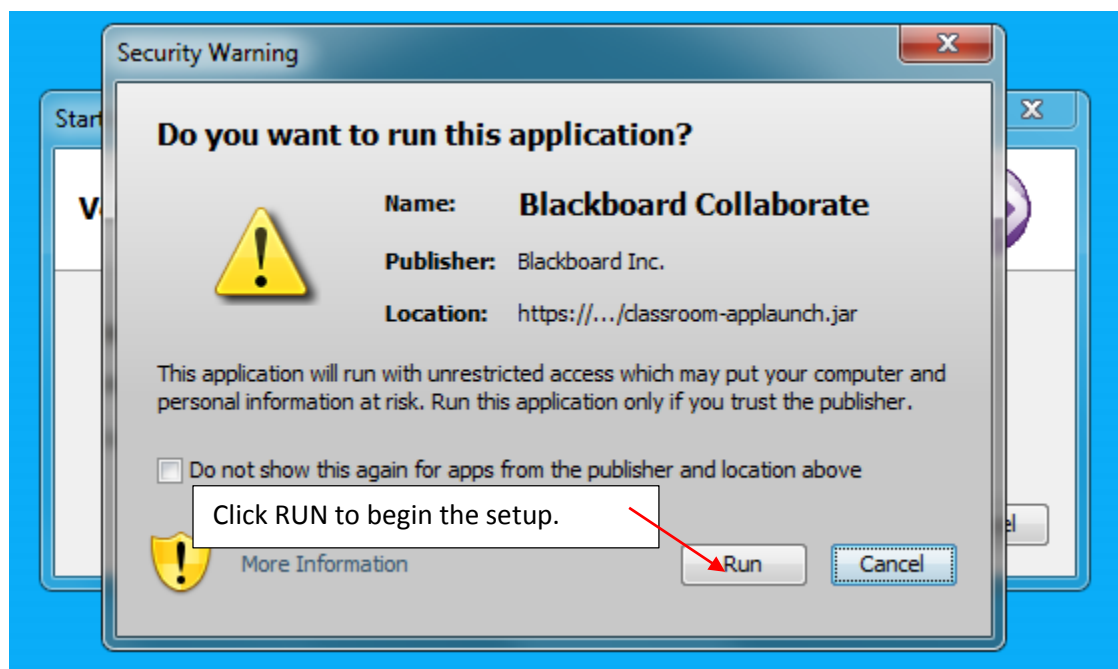 Security Warning
Start
V
Do you want to run this application?
Name: Blackboard Collaborate
Publisher: Blackboard Inc.
Location: https://.../classroom-applaunch.jar
This application will run with unrestricted access which may put your computer and
personal information at risk. Run this application only if you trust the publisher.
Do not show this again for apps from the publisher and location above
Click RUN to begin the setup.
el
More Information
Run
Cancel